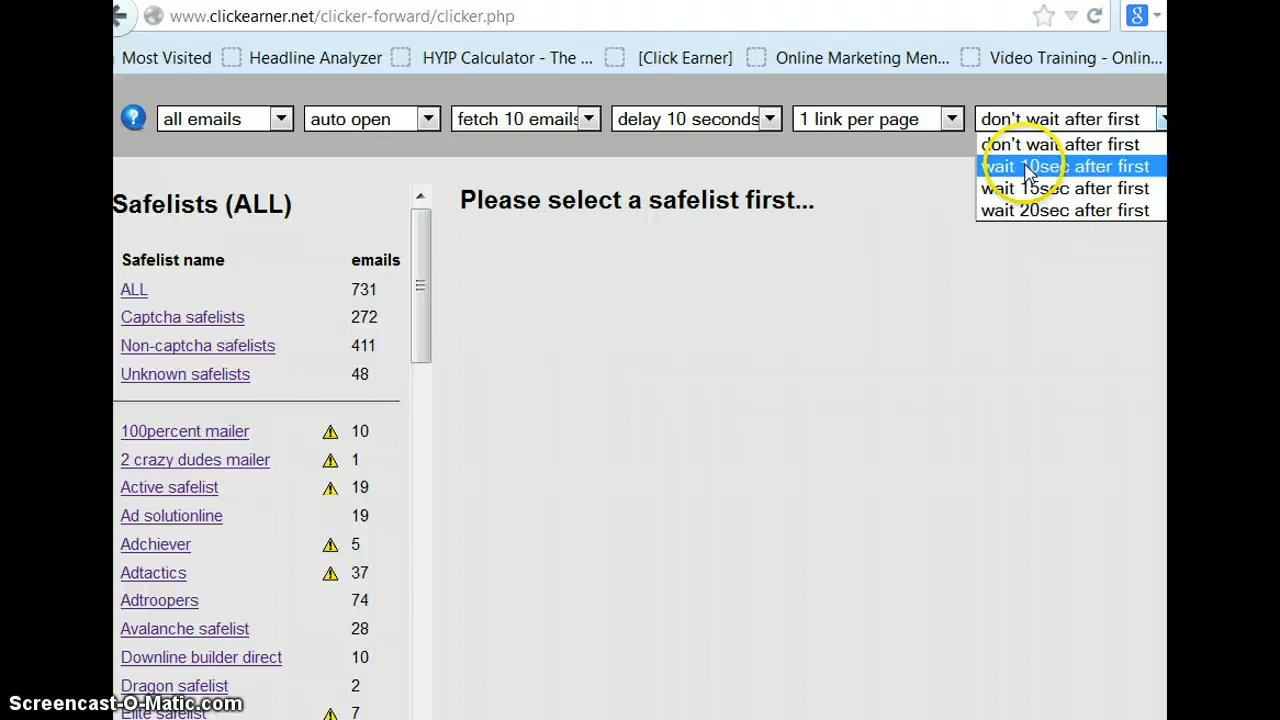 www.clickearner.net/clicker-forward/clicker.php
8
Most Visited Headline Analyzer HYIP Calculator - The ... [Click Earner] Online Marketing Men... Video Training - Onlin...
? all emails auto open fetch 10 emails delay 10 seconds 1 link per page don't wait after first
don't wait after first
wait 10sec after first
wait 15sec after first
wait 20sec after first
Safelists (ALL)
Please select a safelist first...
Safelist name emails
ALL 731
Captcha safelists 272
Non-captcha safelists 411
Unknown safelists 48
100percent mailer 10
2 crazy dudes mailer 1
Active safelist 19
Ad solutionline 19
Adchiever 5
Adtactics 37
Adtroopers 74
Avalanche safelist 28
Downline builder direct 10
Dragon safelist 2
Elite safelist 7
Screencast-O-Matic.com